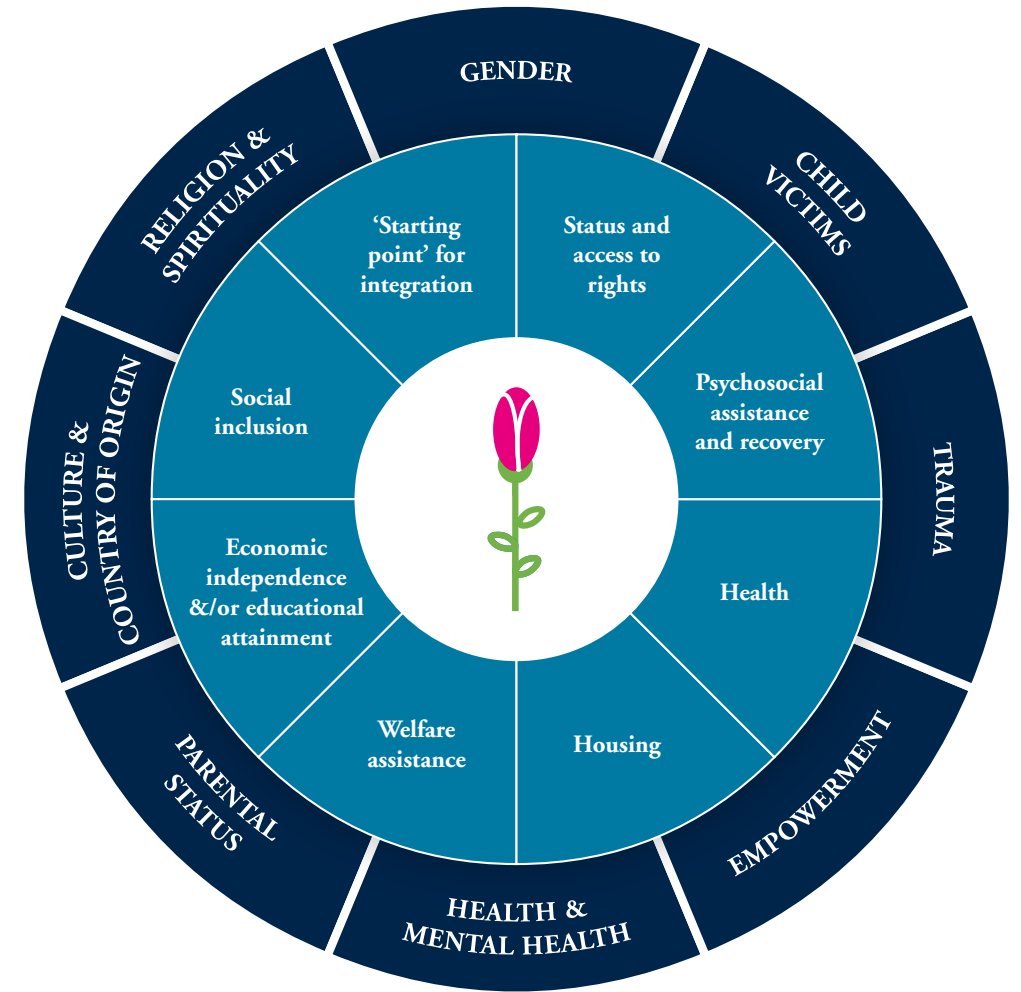 GENDER
CHILD
VICTIMS
TRAUMA
EMPOWERMENT
HEALTH &
MENTAL HEALTH
PARENTAL
STATUS
CULTURE &
COUNTRY OF ORIGIN
RELIGION &
SPIRITUALITY
‘Starting
point’ for
integration
Status and
access to
rights
Psychosocial
assistance
and recovery
Health
Housing
Welfare
assistance
Economic
independence
&/or educational
attainment
Social
inclusion